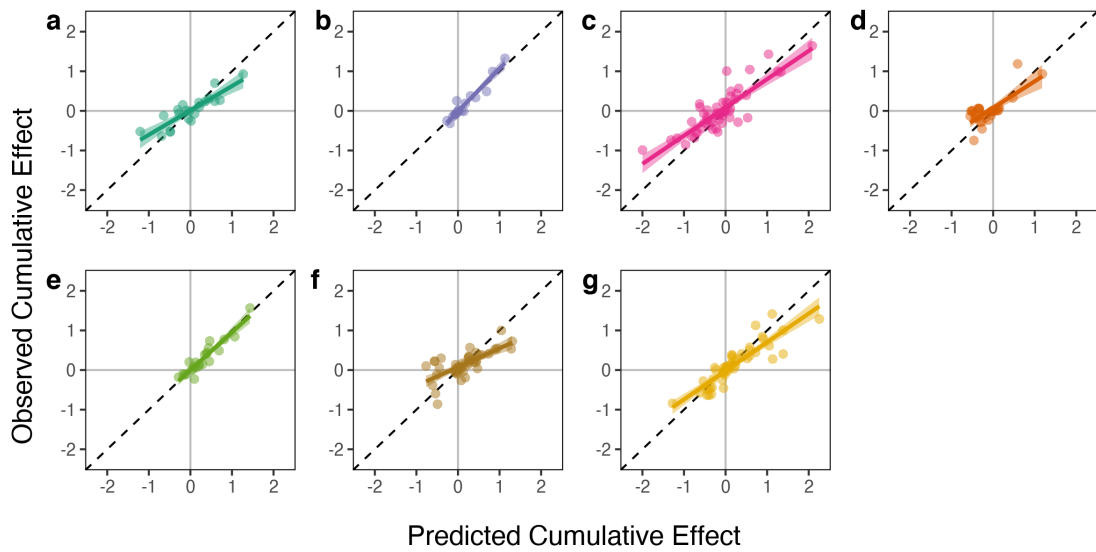 a b c d
2 2 2 2
1 1 1 1
0 0 0 0
-1 -1 -1 -1
-2 -2 -2 -2
-2 -1 0 1 2 -2 -1 0 1 2 -2 -1 0 1 2 -2 -1 0 1 2
Observed Cumulative Effect
e f g
2 2 2
1 1 1
0 0 0
-1 -1 -1
-2 -2 -2
-2 -1 0 1 2 -2 -1 0 1 2 -2 -1 0 1 2
Predicted Cumulative Effect